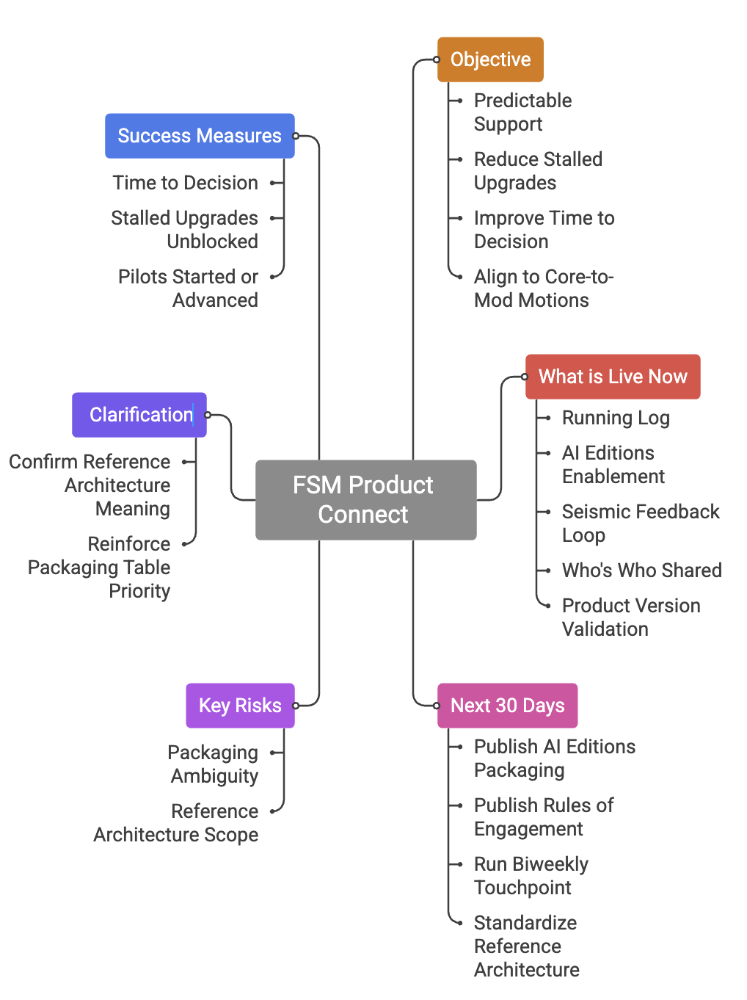 Objective
Predictable
Support
Reduce Stalled
Upgrades
Improve Time to
Decision
Align to Core-to-
Mod Motions
Success Measures
Time to Decision
Stalled Upgrades
Unblocked
Pilots Started or
Advanced
What is Live Now
Running Log
AI Editions
Enablement
Seismic Feedback
Loop
Who's Who Shared
Product Version
Validation
Clarification
Confirm Reference
Architecture
Meaning
Reinforce
Packaging Table
Priority
FSM Product
Connect
Key Risks
Packaging
Ambiguity
Reference
Architecture Scope
Next 30 Days
Publish AI Editions
Packaging
Publish Rules of
Engagement
Run Biweekly
Touchpoint
Standardize
Reference
Architecture